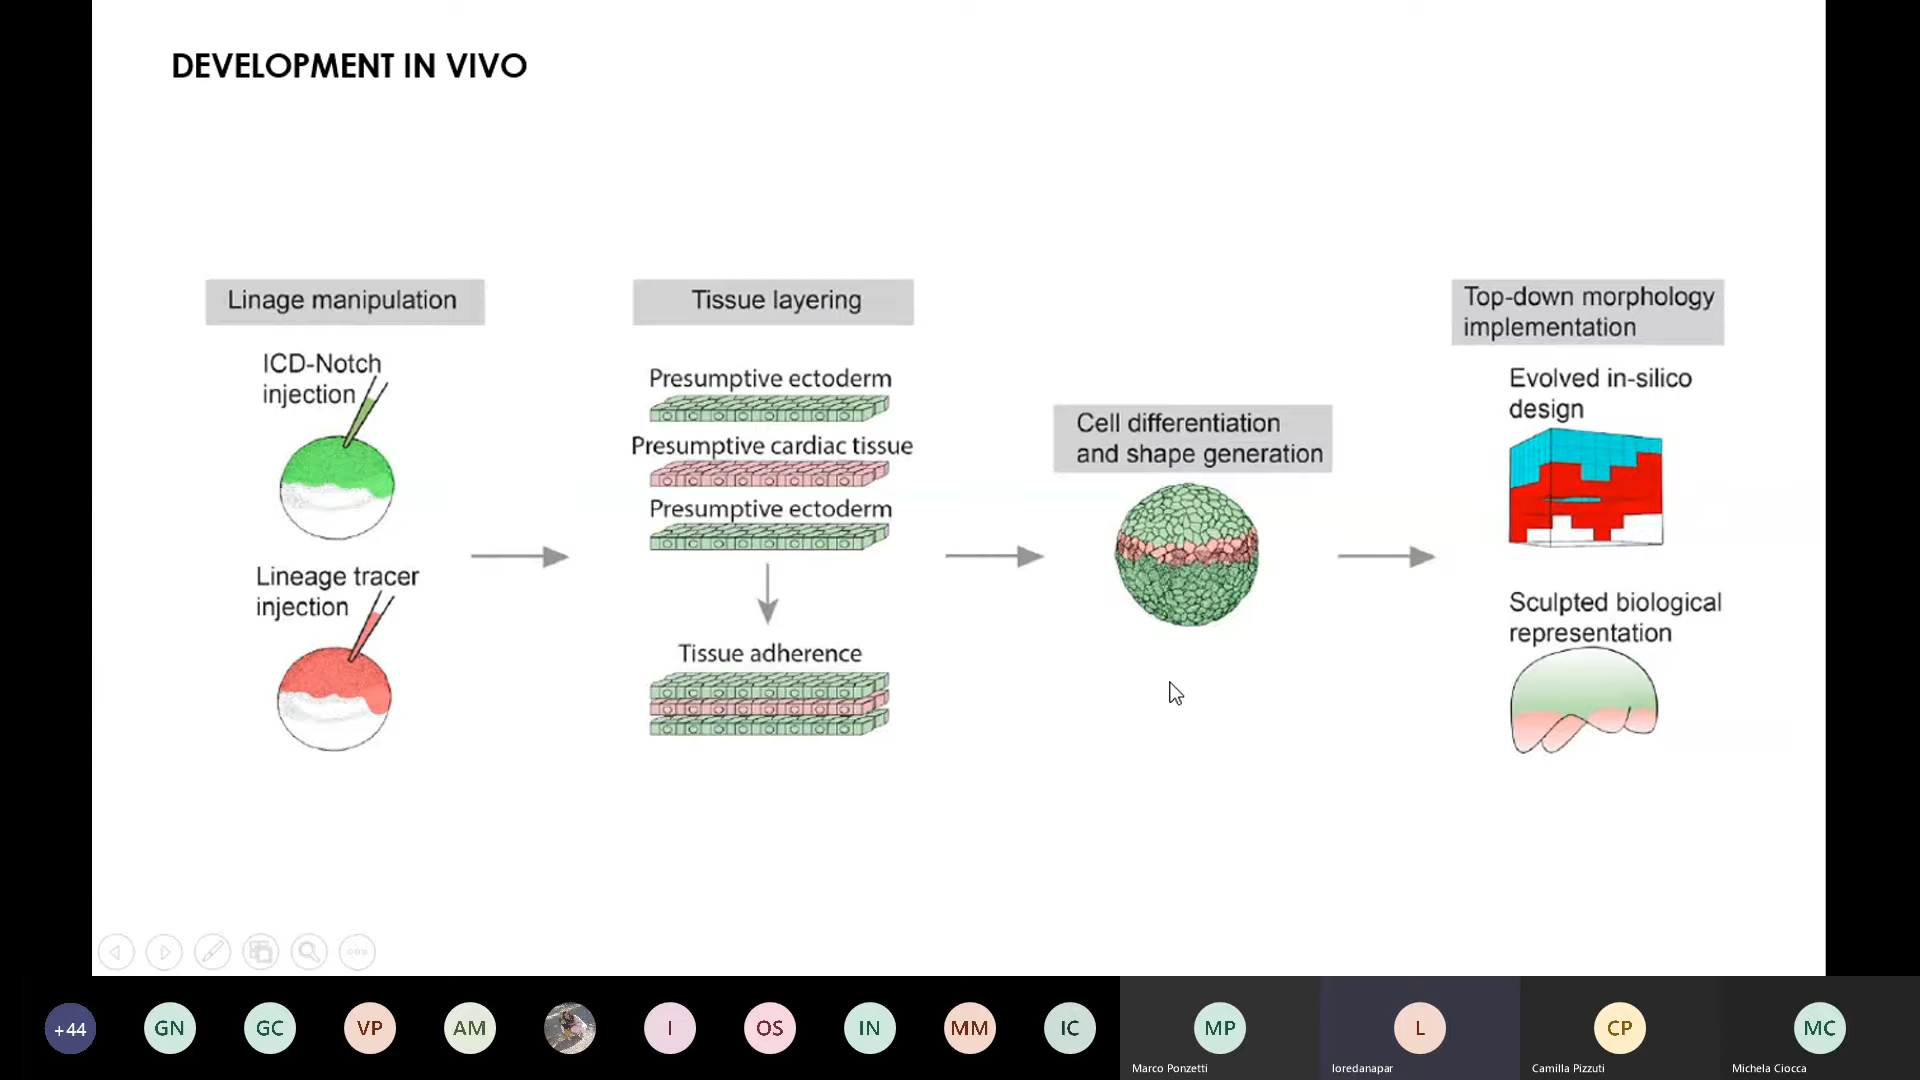 DEVELOPMENT IN VIVO
Linage manipulation
ICD-Notch
injection
Lineage tracer
injection
Tissue layering
Presumptive ectoderm
Presumptive cardiac tissue
Presumptive ectoderm
Tissue adherence
Cell differentiation
and shape generation
Top-down morphology
implementation
Evolved in-silico
design
Sculpted biological
representation
+44
GN
GC
VP
AM
I
OS
IN
MM
IC
MP
Marco Ponzetti
L
loredanapar
CP
Camilla Pizzuti
MC
Michela Ciocca